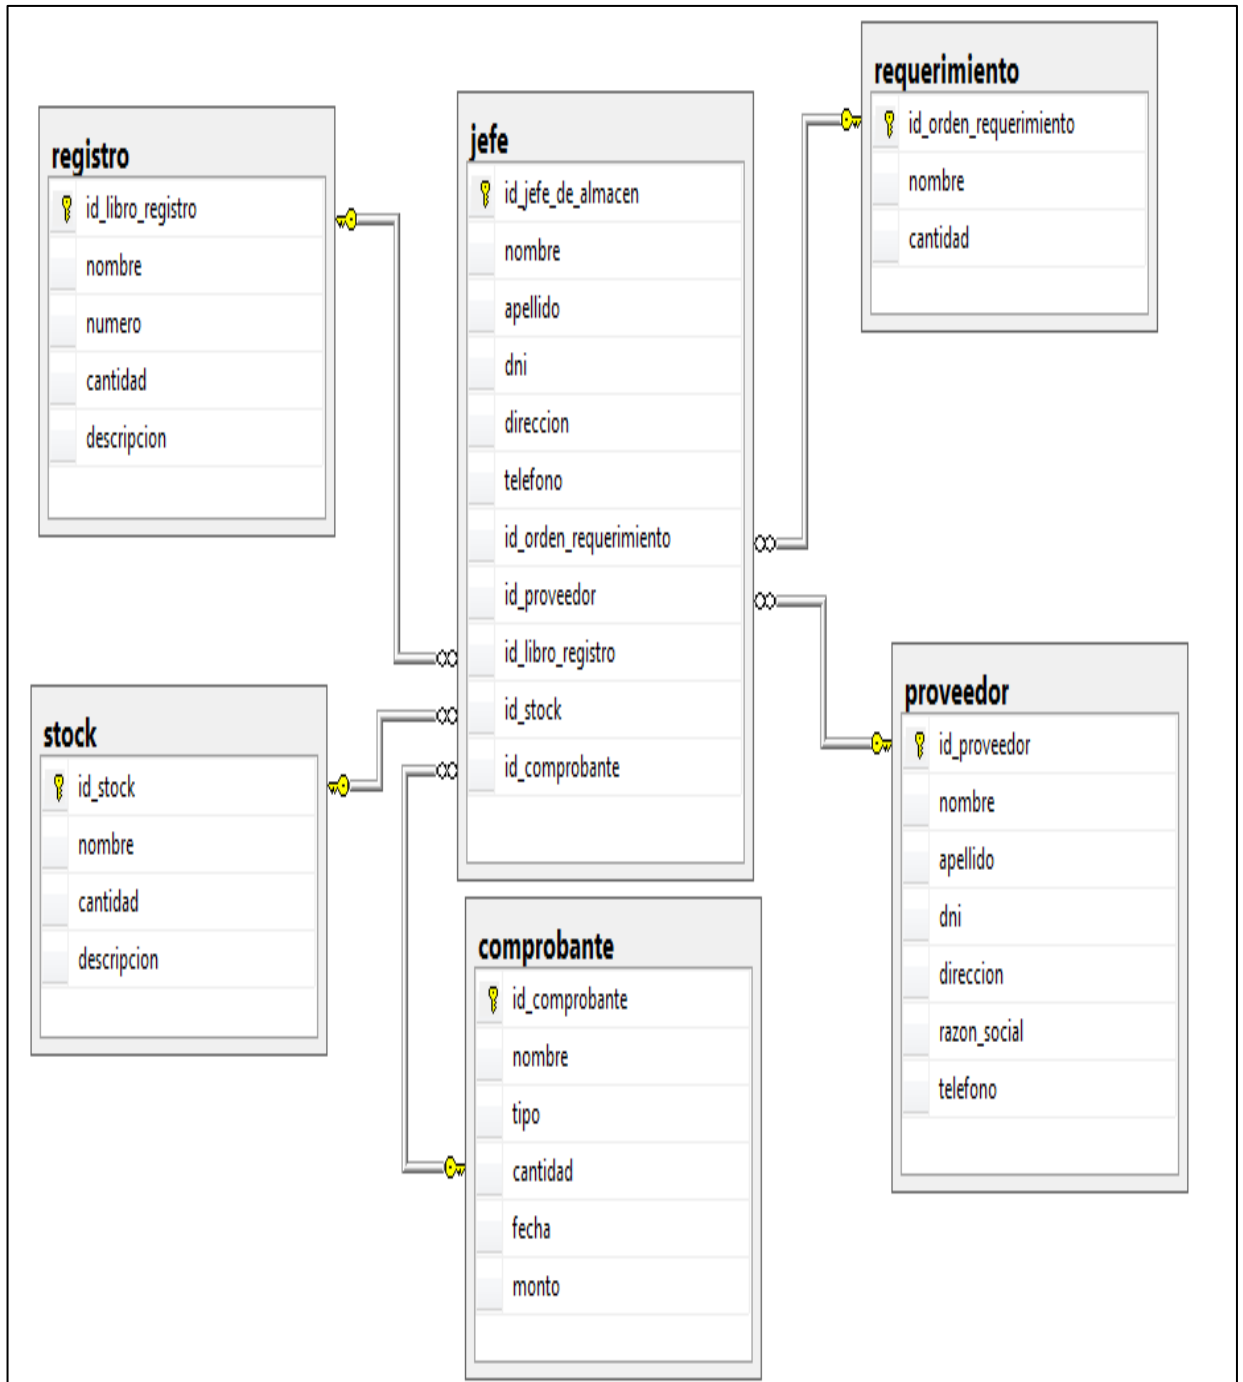 registro
id_libro_registro
nombre
numero
cantidad
descripcion
jefe
id_jefe_de_almacen
nombre
apellido
dni
direccion
telefono
id_orden_requerimiento
id_proveedor
id_libro_registro
id_stock
id_comprobante
requerimiento
id_orden_requerimiento
nombre
cantidad
stock
id_stock
nombre
cantidad
descripcion
comprobante
id_comprobante
nombre
tipo
cantidad
fecha
monto
proveedor
id_proveedor
nombre
apellido
dni
direccion
razon_social
telefono